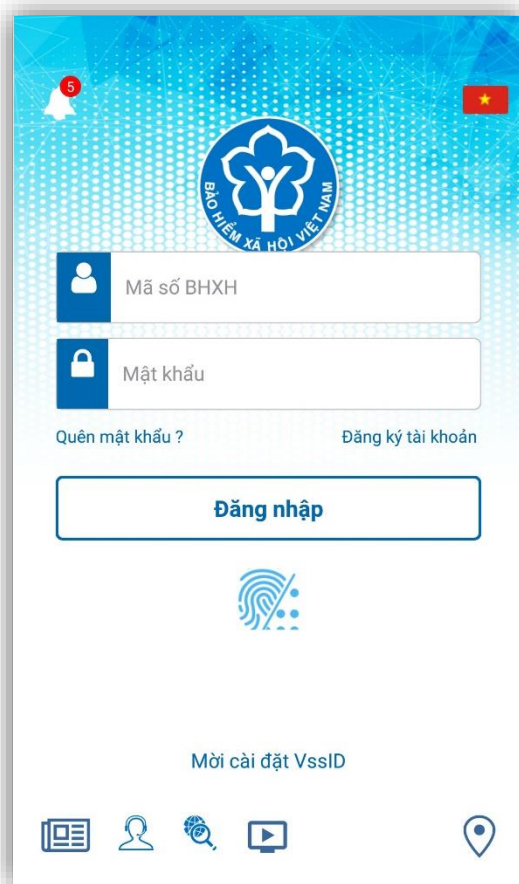 5
BẢO HIỂM XÃ HỘI VIỆT NAM
Mã số BHXH
Mật khẩu
Quên mật khẩu ?
Đăng ký tài khoản
Đăng nhập
Mời cài đặt VssID